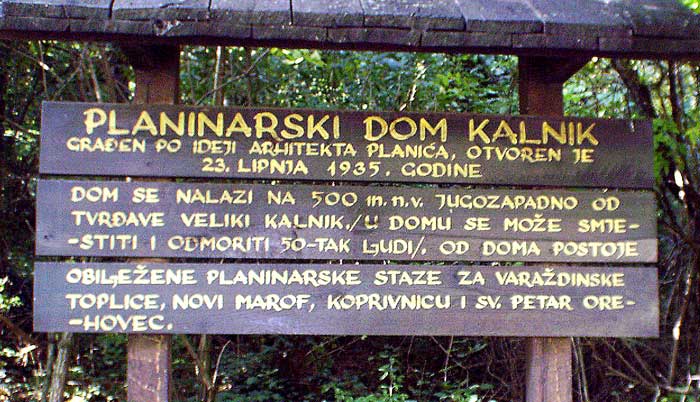 PLANINARSKI DOM KALNIK
GRAĐEN PO IDEJI ARHITEKTA PLANIĆA, OTVOREN JE
23. LIPNJA 1935. GODINE
DOM SE NALAZI NA 500 m.n.v. JUGOZAPADNO OD
TVRĐAVE VELIKI KALNIK./U DOMU SE MOŽE SMJE-
-STITI I ODMORITI 50-TAK LJUDI/. OD DOMA POSTOJE
OBILJEŽENE PLANINARSKE STAZE ZA VARAŽDINSKE
TOPLICE, NOVI MAROF, KOPRIVNICU I SV. PETAR ORE-
-HOVEC.